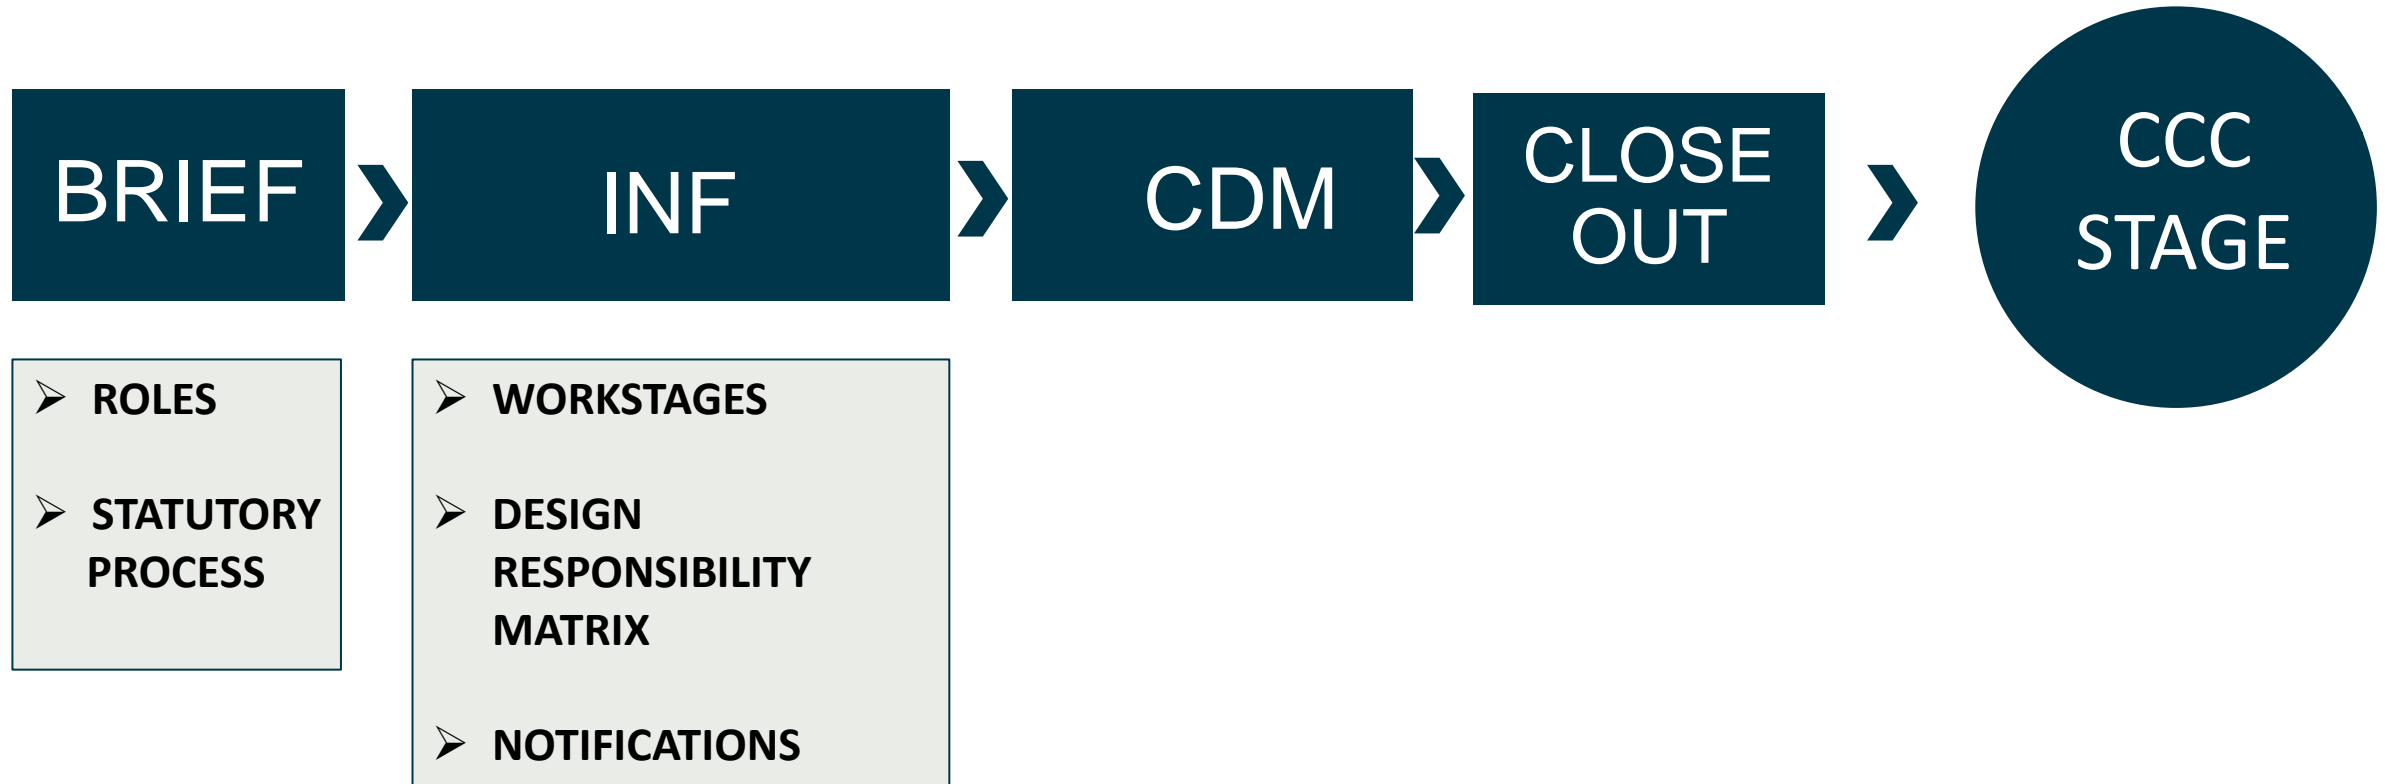 BRIEF
INF
CDM
CLOSE
OUT
CCC
STAGE
ROLES
STATUTORY
PROCESS
WORKSTAGES
DESIGN
RESPONSIBILITY
MATRIX
NOTIFICATIONS